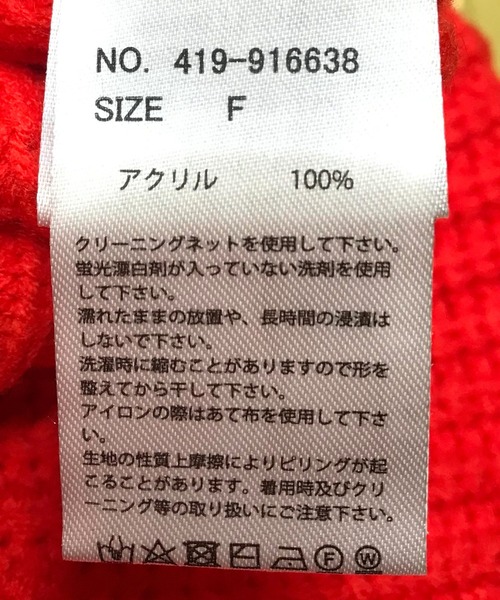 NO. 419-916638
SIZE F
アクリル 100%
クリーニングネットを使用して下さい。
蛍光漂白剤が入っていない洗剤を使用
して下さい。
濡れたままの放置や、長時間の浸漬は
しないで下さい。
洗濯時に縮むことがありますので形を
整えてから干して下さい。
アイロンの際はあて布を使用して下さ
い。
生地の性質上摩擦によりピリングが起
こることがあります。着用時及びクリ
ーニング等の取り扱いにご注意下さい。
F W